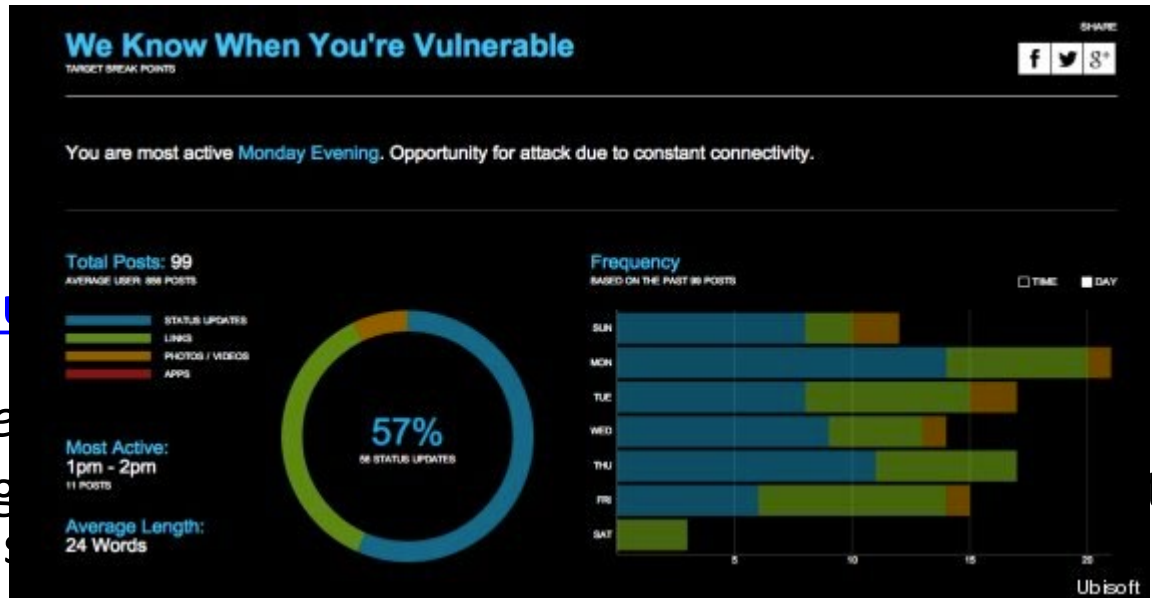 We Know When You're Vulnerable
TARGET BREAK POINTS
SHARE
f
g+
You are most active Monday Evening. Opportunity for attack due to constant connectivity.
Total Posts: 99
AVERAGE USER: 856 POSTS
STATUS UPDATES
LINKS
PHOTOS / VIDEOS
APPS
57%
56 STATUS UPDATES
Most Active:
1pm - 2pm
11 POSTS
Average Length:
24 Words
Frequency
BASED ON THE PAST 99 POSTS
TIME
DAY
SUN
MON
TUE
WED
THU
FRI
SAT
5 10 15 20
Ubisoft